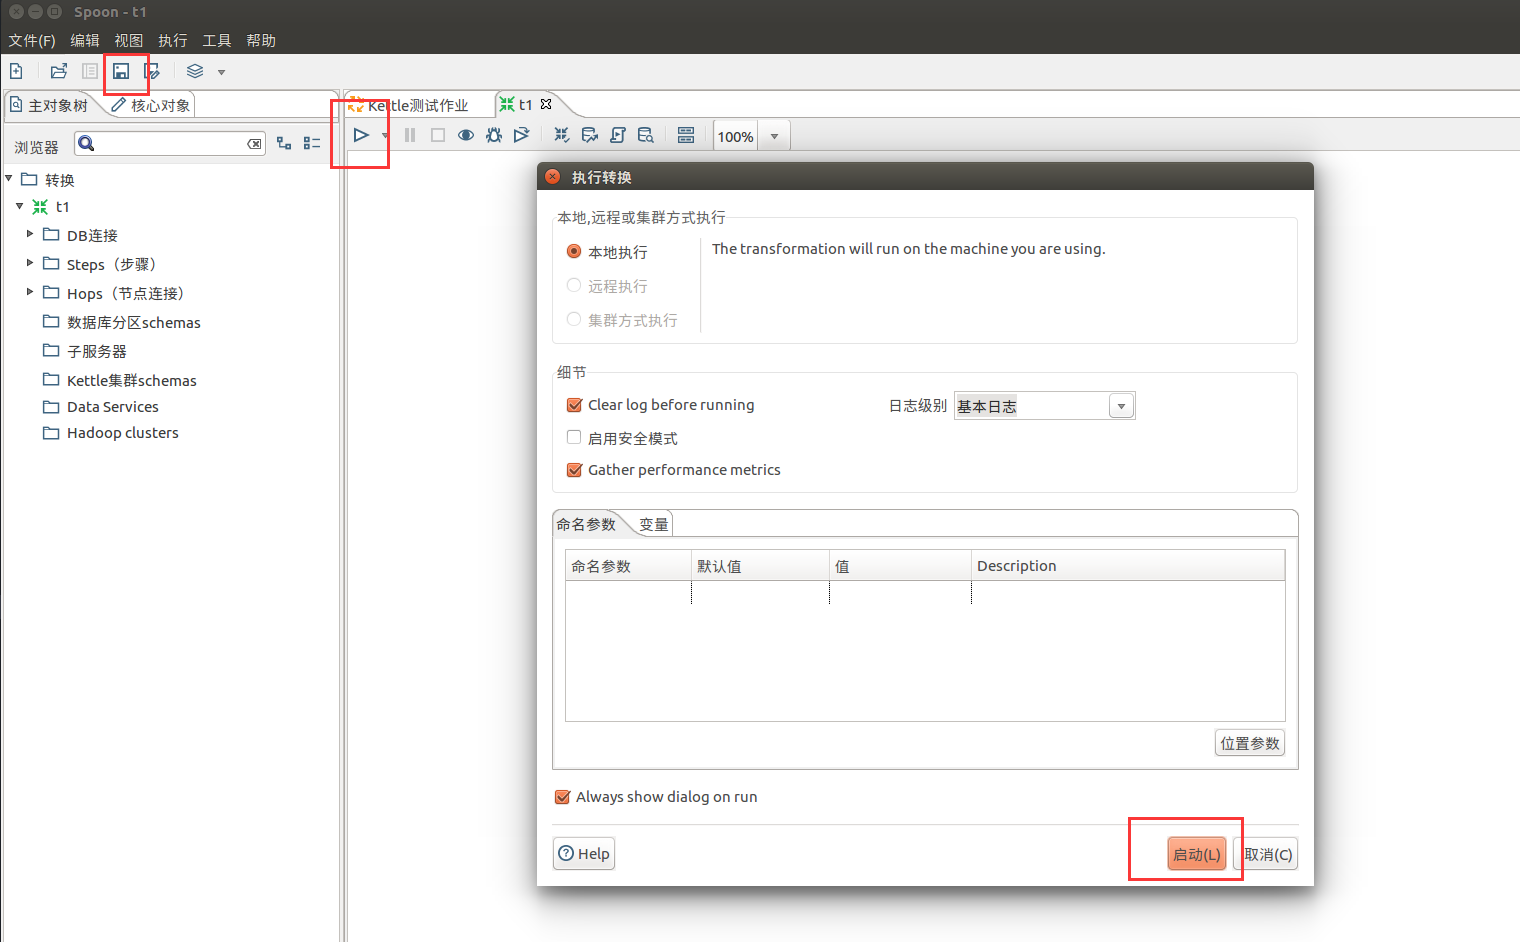 Spoon - t1
文件(F) 编辑 视图 执行 工具 帮助
主对象树 核心对象
Kettle测试作业 t1
浏览器
100%
转换
t1
DB连接
Steps（步骤）
Hops（节点连接）
数据库分区schemas
子服务器
Kettle集群schemas
Data Services
Hadoop clusters
执行转换
本地,远程或集群方式执行
本地执行
The transformation will run on the machine you are using.
远程执行
集群方式执行
细节
Clear log before running
日志级别 基本日志
启用安全模式
Gather performance metrics
命名参数 变量
命名参数 默认值 值 Description
位置参数
Always show dialog on run
Help
启动(L) 取消(C)